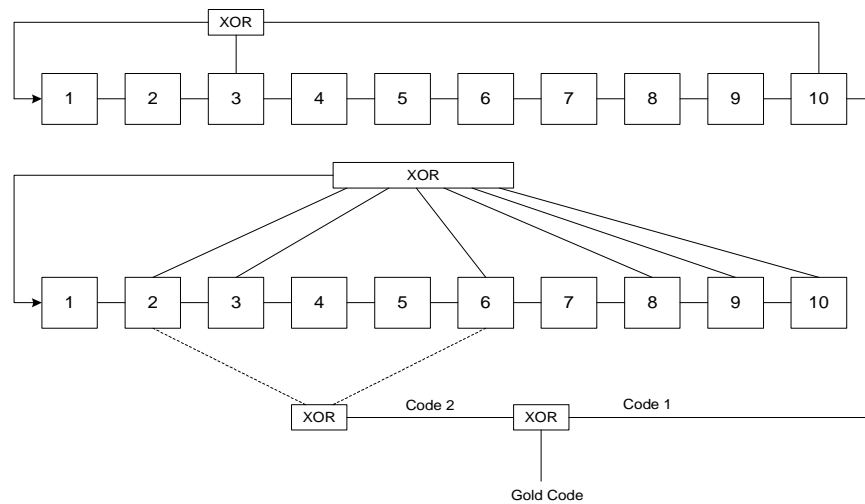 XOR
1 2 3 4 5 6 7 8 9 10
XOR
1 2 3 4 5 6 7 8 9 10
XOR Code 2 XOR Code 1
Gold Code